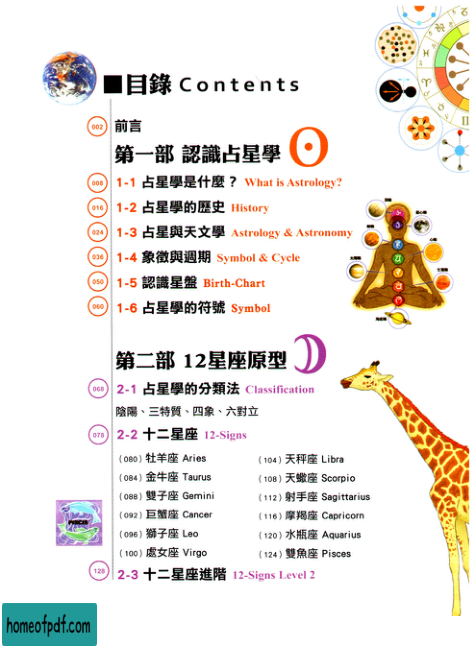 目錄 Contents
002 前言
第一部 認識占星學
008 1-1 占星學是什麼？ What is Astrology?
016 1-2 占星學的歷史 History
024 1-3 占星與天文學 Astrology & Astronomy
036 1-4 象徵與週期 Symbol & Cycle
050 1-5 認識星盤 Birth-Chart
060 1-6 占星學的符號 Symbol
第二部 12星座原型
068 2-1 占星學的分類法 Classification
陰陽、三特質、四象、六對立
078 2-2 十二星座 12-Signs
(080) 牡羊座 Aries
(084) 金牛座 Taurus
(088) 雙子座 Gemini
(092) 巨蟹座 Cancer
(096) 獅子座 Leo
(100) 處女座 Virgo
(104) 天秤座 Libra
(108) 天蠍座 Scorpio
(112) 射手座 Sagittarius
(116) 摩羯座 Capricorn
(120) 水瓶座 Aquarius
(124) 雙魚座 Pisces
128 2-3 十二星座進階 12-Signs Level 2
PISCES
homeofpdf.com